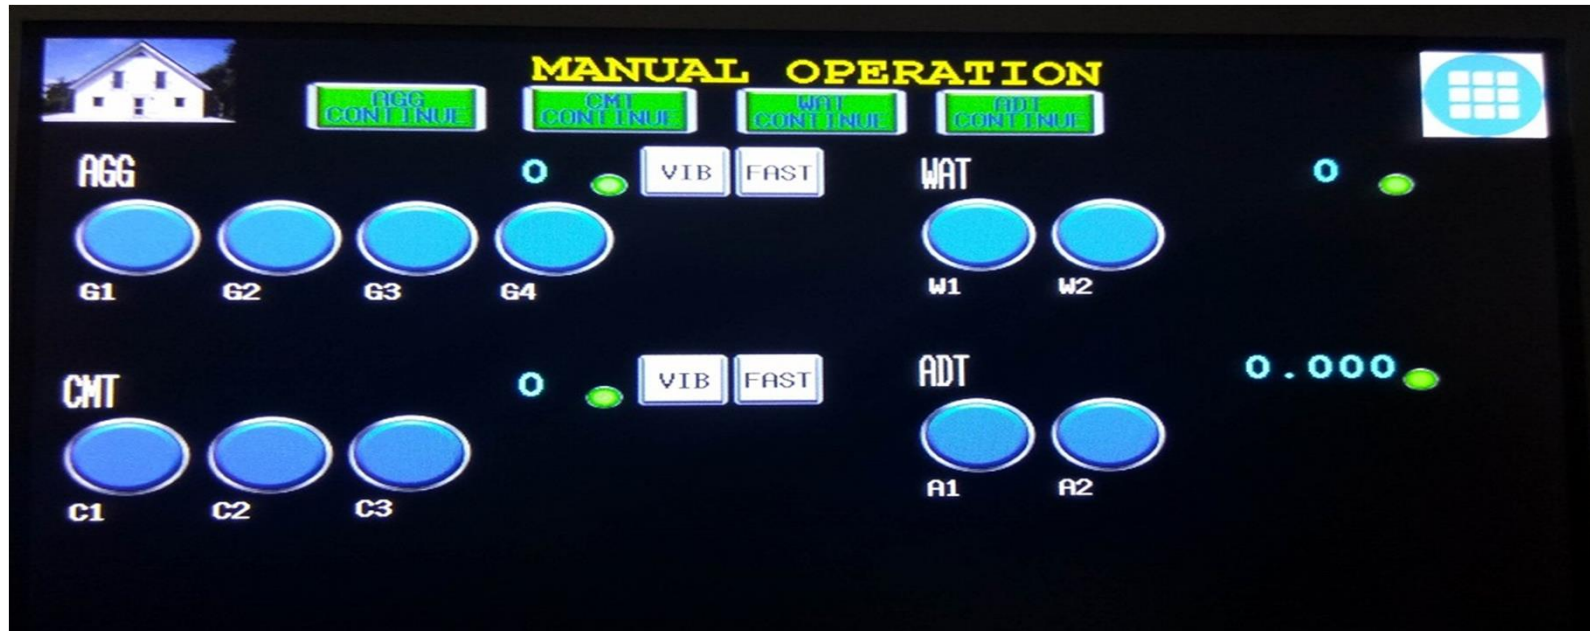 MANUAL OPERATION
AGG CONTINUE
CMT CONTINUE
WAT CONTINUE
ADT CONTINUE
AGG 0 VIB FAST
WAT 0
G1 G2 G3 G4
W1 W2
CMT 0 VIB FAST
ADT 0.000
C1 C2 C3
A1 A2